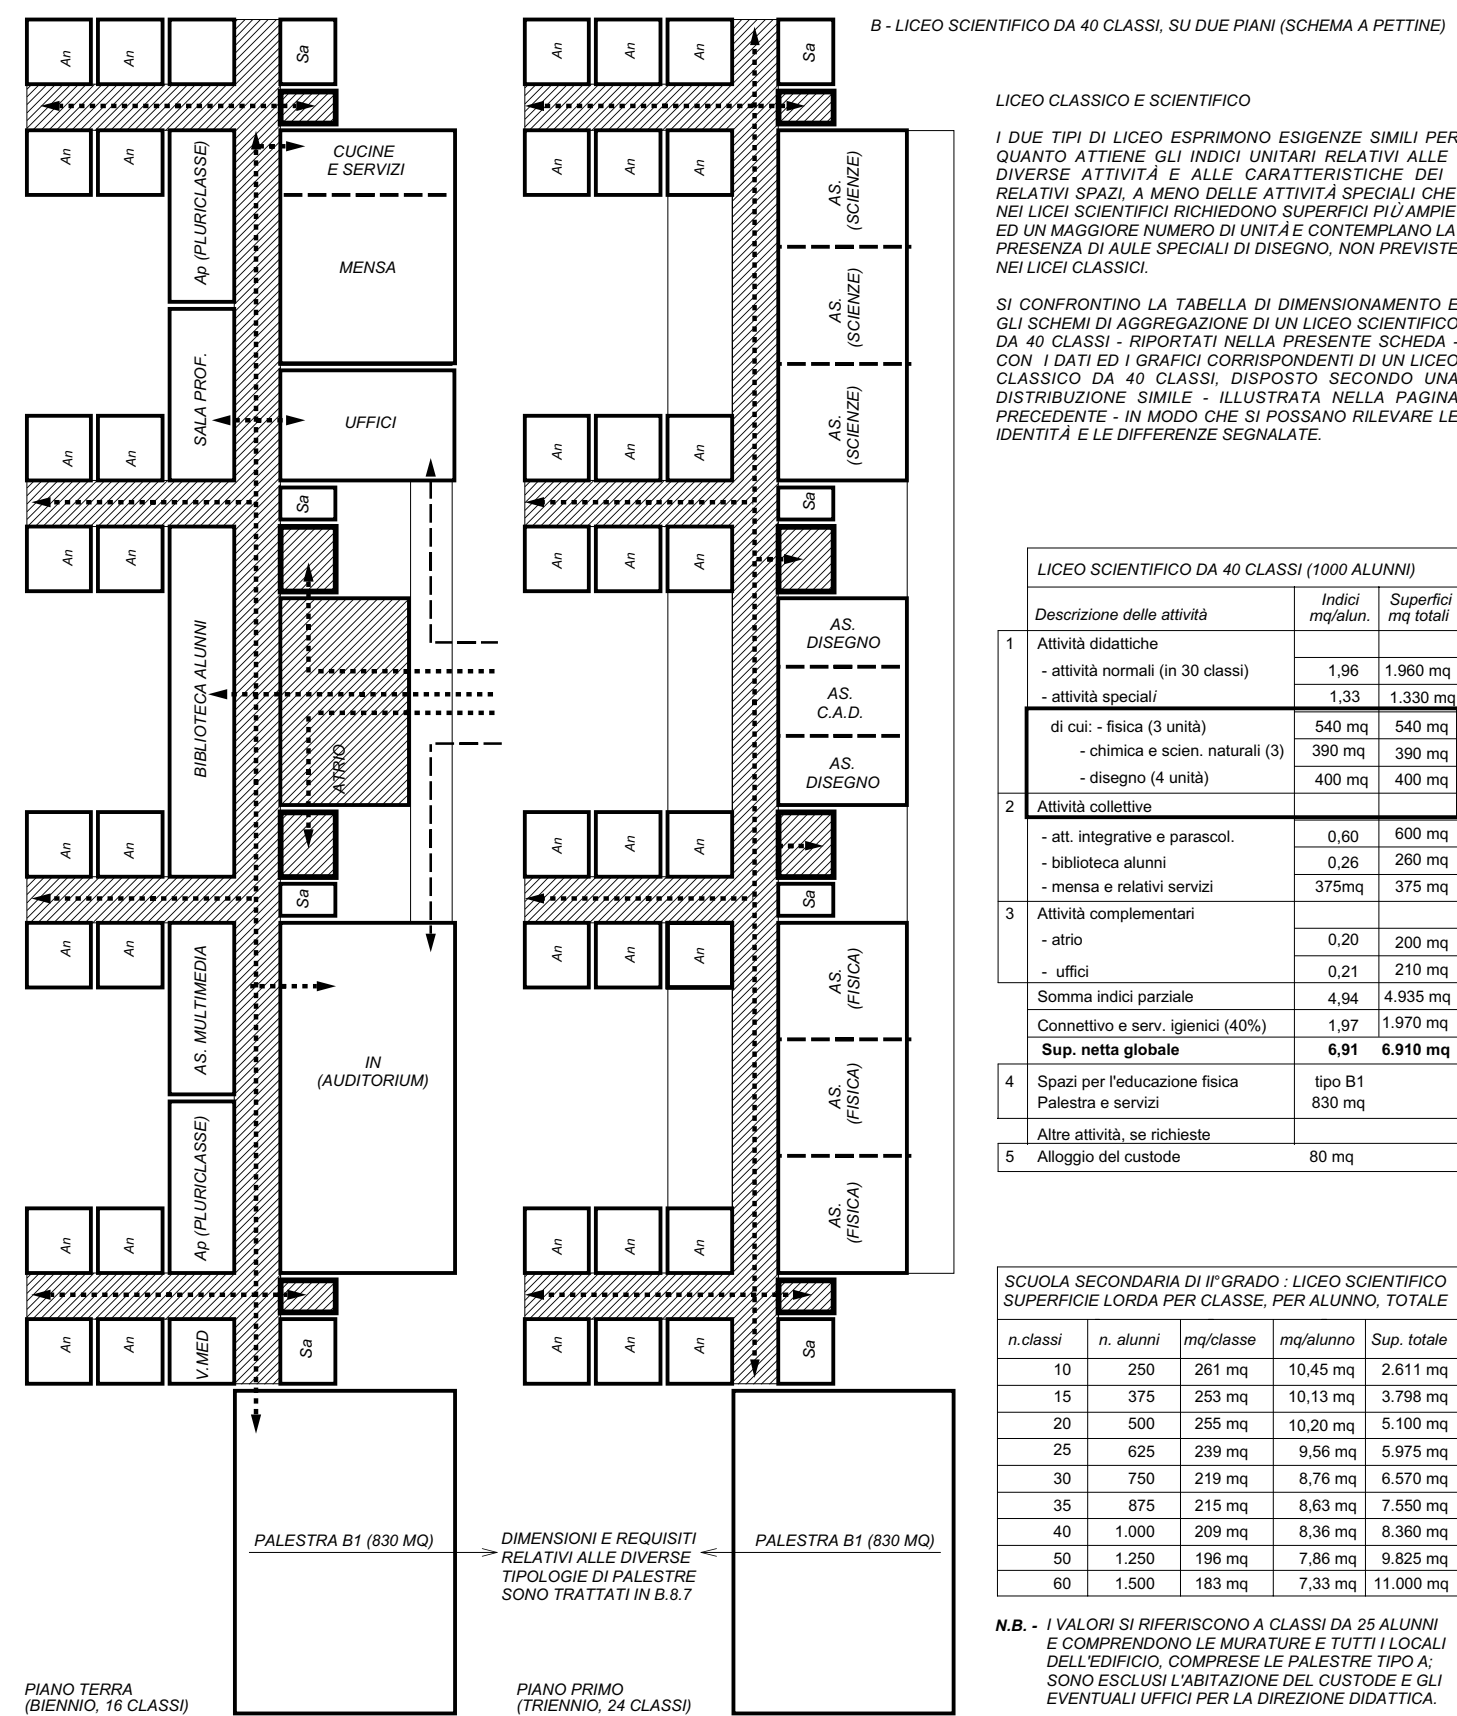 B - LICEO SCIENTIFICO DA 40 CLASSI, SU DUE PIANI (SCHEMA A PETTINE)
An An Sa
An An Ap (PLURICLASSE)
CUCINE
E SERVIZI
MENSA
SALA PROF.
UFFICI
An An
Sa
An An
BIBLIOTECA ALUNNI
ATRIO
An An
Sa
An An
AS. MULTIMEDIA
IN
(AUDITORIUM)
Ap (PLURICLASSE)
An An
An An V.MED Sa
PALESTRA B1 (830 MQ)
PIANO TERRA
(BIENNIO, 16 CLASSI)
An An An Sa
An An An
AS.
(SCIENZE)
AS.
(SCIENZE)
AS.
(SCIENZE)
An An An
Sa
An An An
AS.
DISEGNO
AS.
C.A.D.
AS.
DISEGNO
An An An
Sa
An An An
AS.
(FISICA)
AS.
(FISICA)
AS.
(FISICA)
An An An
An An An Sa
PALESTRA B1 (830 MQ)
DIMENSIONI E REQUISITI
RELATIVI ALLE DIVERSE
TIPOLOGIE DI PALESTRE
SONO TRATTATI IN B.8.7
PIANO PRIMO
(TRIENNIO, 24 CLASSI)
LICEO CLASSICO E SCIENTIFICO
I DUE TIPI DI LICEO ESPRIMONO ESIGENZE SIMILI PER
QUANTO ATTIENE GLI INDICI UNITARI RELATIVI ALLE
DIVERSE ATTIVITÀ E ALLE CARATTERISTICHE DEI
RELATIVI SPAZI, A MENO DELLE ATTIVITÀ SPECIALI CHE
NEI LICEI SCIENTIFICI RICHIEDONO SUPERFICI PIÙ AMPIE
ED UN MAGGIORE NUMERO DI UNITÀ E CONTEMPLANO LA
PRESENZA DI AULE SPECIALI DI DISEGNO, NON PREVISTE
NEI LICEI CLASSICI.
SI CONFRONTINO LA TABELLA DI DIMENSIONAMENTO E
GLI SCHEMI DI AGGREGAZIONE DI UN LICEO SCIENTIFICO
DA 40 CLASSI - RIPORTATI NELLA PRESENTE SCHEDA -
CON I DATI ED I GRAFICI CORRISPONDENTI DI UN LICEO
CLASSICO DA 40 CLASSI, DISPOSTO SECONDO UNA
DISTRIBUZIONE SIMILE - ILLUSTRATA NELLA PAGINA
PRECEDENTE - IN MODO CHE SI POSSANO RILEVARE LE
IDENTITÀ E LE DIFFERENZE SEGNALATE.
LICEO SCIENTIFICO DA 40 CLASSI (1000 ALUNNI)
Descrizione delle attività Indici mq/alun. Superfici mq totali
1 Attività didattiche
- attività normali (in 30 classi) 1,96 1.960 mq
- attività speciali 1,33 1.330 mq
di cui: - fisica (3 unità) 540 mq 540 mq
- chimica e scien. naturali (3) 390 mq 390 mq
- disegno (4 unità) 400 mq 400 mq
2 Attività collettive
- att. integrative e parascol. 0,60 600 mq
- biblioteca alunni 0,26 260 mq
- mensa e relativi servizi 375mq 375 mq
3 Attività complementari
- atrio 0,20 200 mq
- uffici 0,21 210 mq
Somma indici parziale 4,94 4.935 mq
Connettivo e serv. igienici (40%) 1,97 1.970 mq
Sup. netta globale 6,91 6.910 mq
4 Spazi per l'educazione fisica tipo B1
Palestra e servizi 830 mq
Altre attività, se richieste
5 Alloggio del custode 80 mq
SCUOLA SECONDARIA DI II° GRADO : LICEO SCIENTIFICO
SUPERFICIE LORDA PER CLASSE, PER ALUNNO, TOTALE
n.classi n. alunni mq/classe mq/alunno Sup. totale
10 250 261 mq 10,45 mq 2.611 mq
15 375 253 mq 10,13 mq 3.798 mq
20 500 255 mq 10,20 mq 5.100 mq
25 625 239 mq 9,56 mq 5.975 mq
30 750 219 mq 8,76 mq 6.570 mq
35 875 215 mq 8,63 mq 7.550 mq
40 1.000 209 mq 8,36 mq 8.360 mq
50 1.250 196 mq 7,86 mq 9.825 mq
60 1.500 183 mq 7,33 mq 11.000 mq
N.B. - I VALORI SI RIFERISCONO A CLASSI DA 25 ALUNNI
E COMPRENDONO LE MURATURE E TUTTI I LOCALI
DELL'EDIFICIO, COMPRESE LE PALESTRE TIPO A;
SONO ESCLUSI L'ABITAZIONE DEL CUSTODE E GLI
EVENTUALI UFFICI PER LA DIREZIONE DIDATTICA.